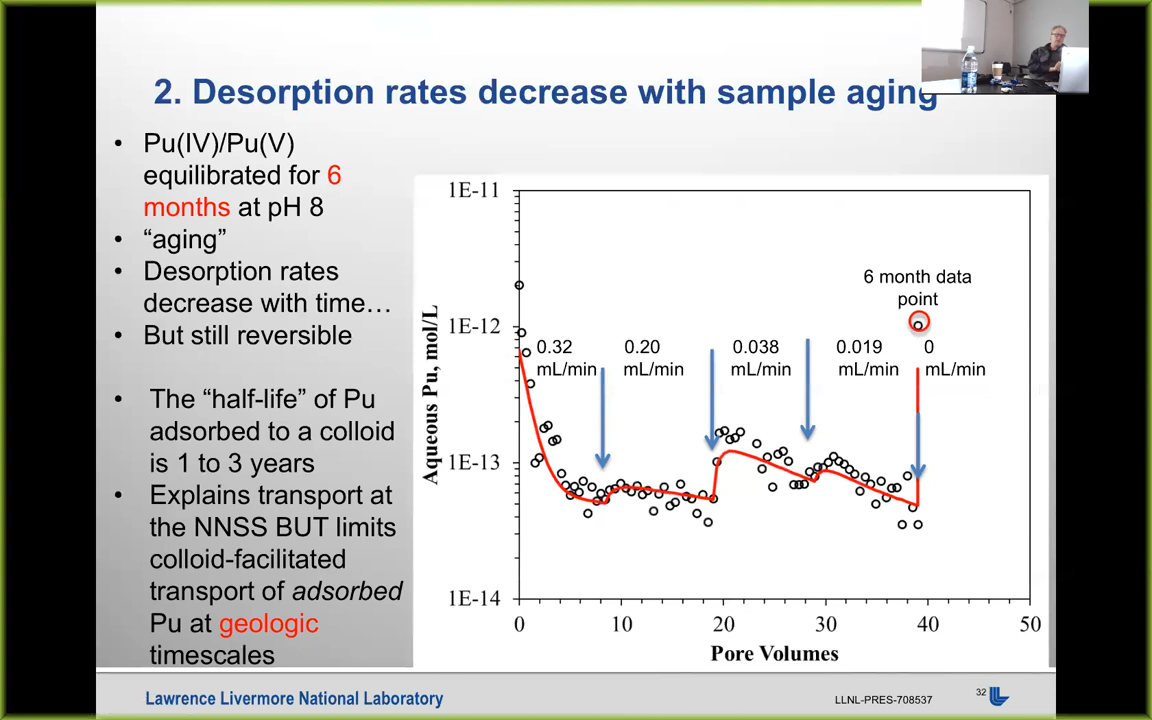 2. Desorption rates decrease with sample aging
• Pu(IV)/Pu(V)
equilibrated for 6
months at pH 8
• “aging”
• Desorption rates
decrease with time…
• But still reversible
• The “half-life” of Pu
adsorbed to a colloid
is 1 to 3 years
• Explains transport at
the NNSS BUT limits
colloid-facilitated
transport of adsorbed
Pu at geologic
timescales
Aqueous Pu, mol/L
1E-11
1E-12
1E-13
1E-14
6 month data
point
0.32
mL/min
0.20
mL/min
0.038
mL/min
0.019
mL/min
0
mL/min
0
10
20
30
40
50
Pore Volumes
Lawrence Livermore National Laboratory
LLNL-PRES-708537
32